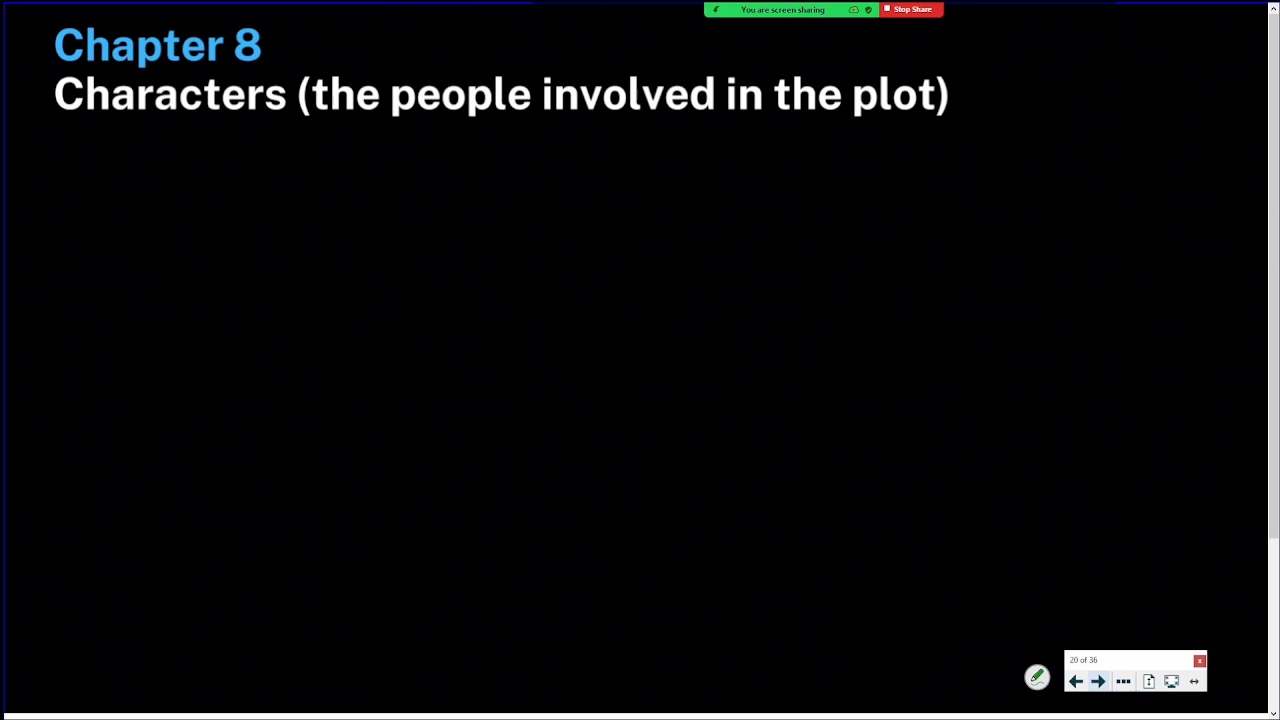 You are screen sharing
Stop Share
Chapter 8
Characters (the people involved in the plot)
20 of 36